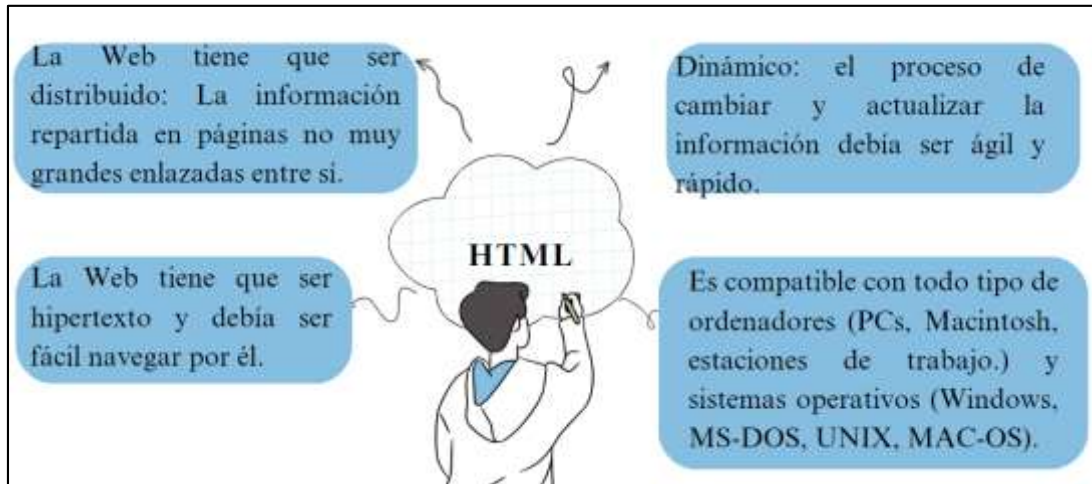 La Web tiene que ser
distribuido: La información
repartida en páginas no muy
grandes enlazadas entre sí.
Dinámico: el proceso de
cambiar y actualizar la
información debía ser ágil y
rápido.
HTML
La Web tiene que ser
hipertexto y debía ser
fácil navegar por él.
Es compatible con todo tipo de
ordenadores (PCs, Macintosh,
estaciones de trabajo.) y
sistemas operativos (Windows,
MS-DOS, UNIX, MAC-OS).